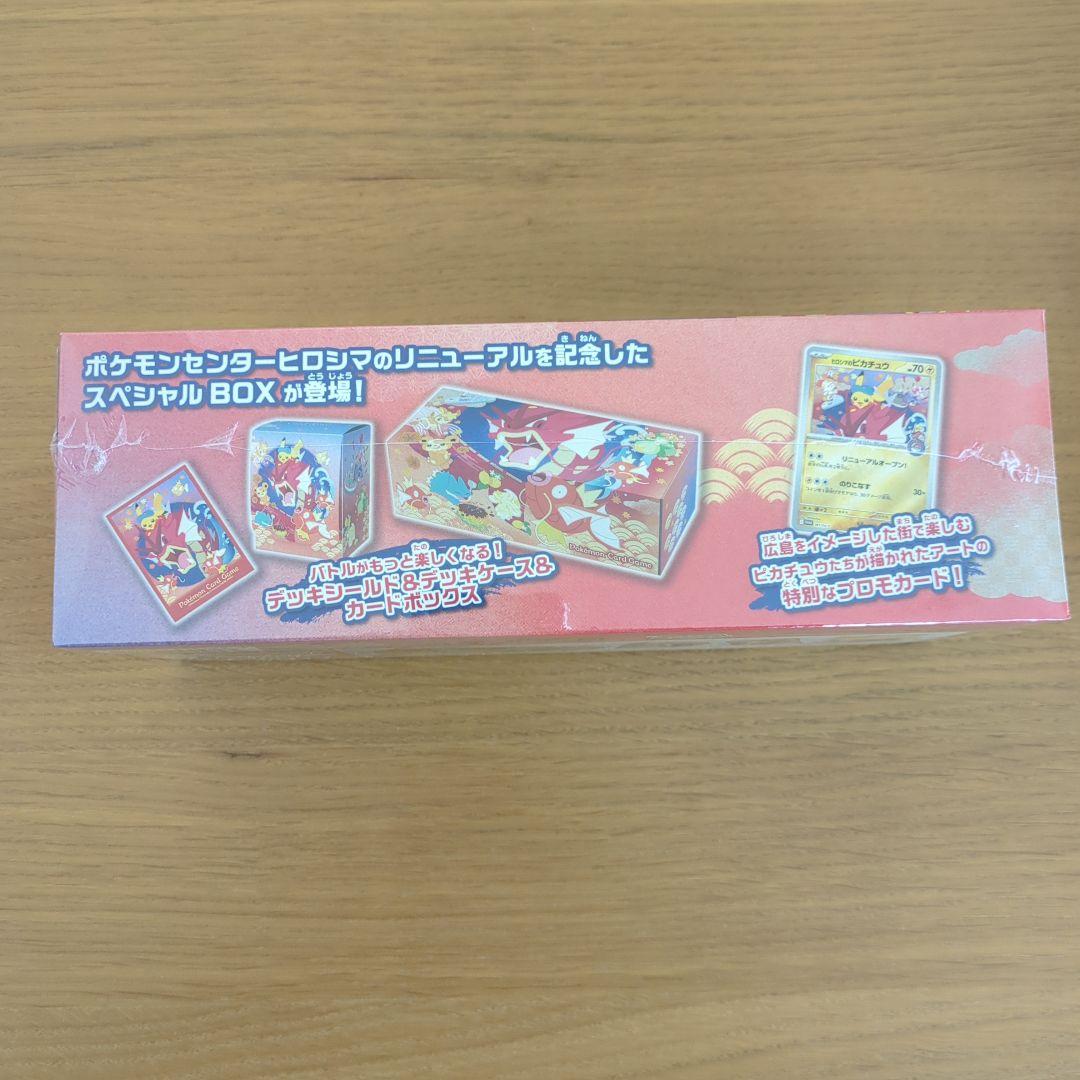 ポケモンセンターヒロシマのリニューアルを記念した
スペシャルBOXが登場！
バトルがもっと楽しくなる！
デッキシールド&デッキケース&
カードボックス
Pokémon Card Game
Pokémon Card Game
ヒロシマのピカチュウ
HP70
リニューアルオープン！
のりこなす
30+
広島をイメージした街で楽しむ
ピカチュウたちが描かれたアートの
特別なプロモカード！